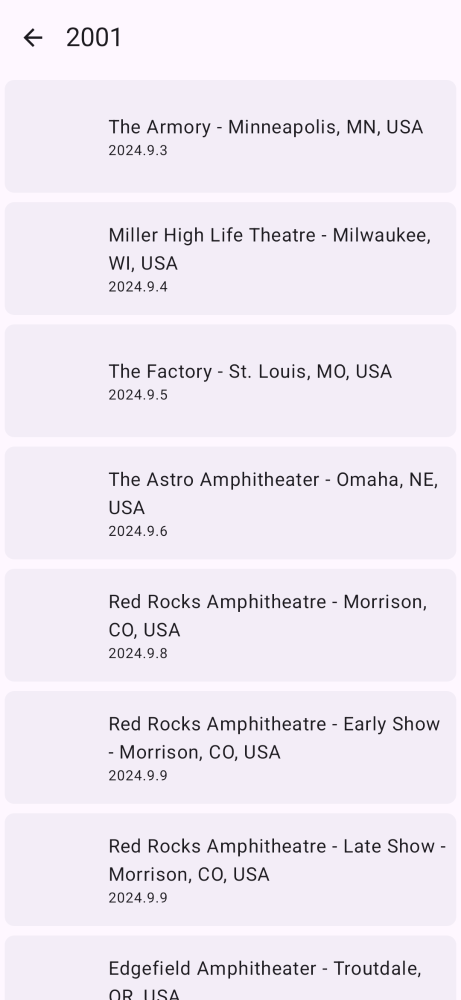 2001
The Armory - Minneapolis, MN, USA
2024.9.3
Miller High Life Theatre - Milwaukee,
WI, USA
2024.9.4
The Factory - St. Louis, MO, USA
2024.9.5
The Astro Amphitheater - Omaha, NE,
USA
2024.9.6
Red Rocks Amphitheatre - Morrison,
CO, USA
2024.9.8
Red Rocks Amphitheatre - Early Show
- Morrison, CO, USA
2024.9.9
Red Rocks Amphitheatre - Late Show -
Morrison, CO, USA
2024.9.9
Edgefield Amphitheater - Troutdale,
OR, USA